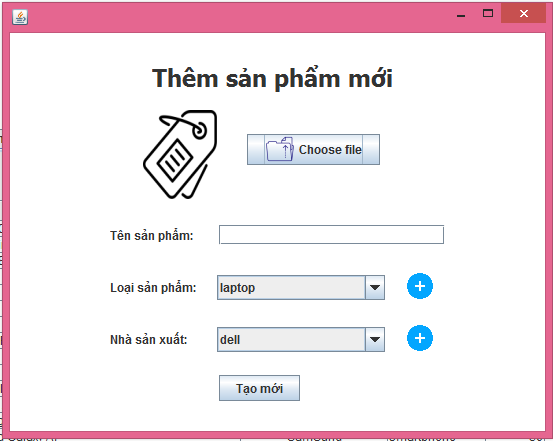 Thêm sản phẩm mới
Choose file
Tên sản phẩm:
Loại sản phẩm:
laptop
Nhà sản xuất:
dell
Tạo mới